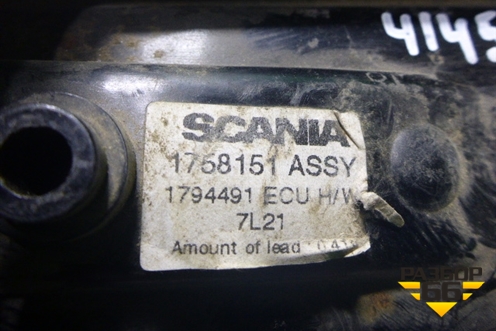 4145
SCANIA
1758151 ASSY
1794491 ECU H/W
7L21
Amount of lead
РАЗБОР
66